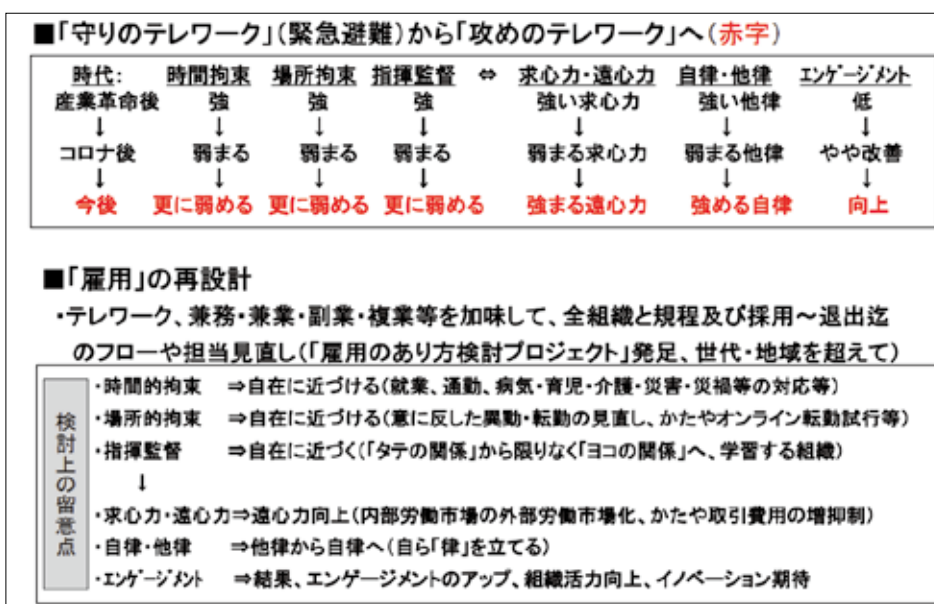 ■「守りのテレワーク」(緊急避難)から「攻めのテレワーク」へ(赤字)
時代: 時間拘束 場所拘束 指揮監督 ⇔ 求心力・遠心力 自律・他律 エンゲージメント
産業革命後 強 強 強 強い求心力 強い他律 低
↓ ↓ ↓ ↓ ↓ ↓ ↓
コロナ後 弱まる 弱まる 弱まる 弱まる求心力 弱まる他律 やや改善
↓ ↓ ↓ ↓ ↓ ↓ ↓
今後 更に弱める 更に弱める 更に弱める 強まる遠心力 強める自律 向上
■「雇用」の再設計
・テレワーク、兼務・兼業・副業・複業等を加味して、全組織と規程及び採用~退出迄
のフローや担当見直し(「雇用のあり方検討プロジェクト」発足、世代・地域を超えて)
検討上の留意点
・時間的拘束 ⇒自在に近づける(就業、通勤、病気・育児・介護・災害・災禍等の対応等)
・場所的拘束 ⇒自在に近づける(意に反した異動・転勤の見直し、かたやオンライン転勤試行等)
・指揮監督 ⇒自在に近づく(「タテの関係」から限りなく「ヨコの関係」へ、学習する組織)
↓
・求心力・遠心力⇒遠心力向上(内部労働市場の外部労働市場化、かたや取引費用の増抑制)
・自律・他律 ⇒他律から自律へ(自ら「律」を立てる)
・エンゲージメント ⇒結果、エンゲージメントのアップ、組織活力向上、イノベーション期待